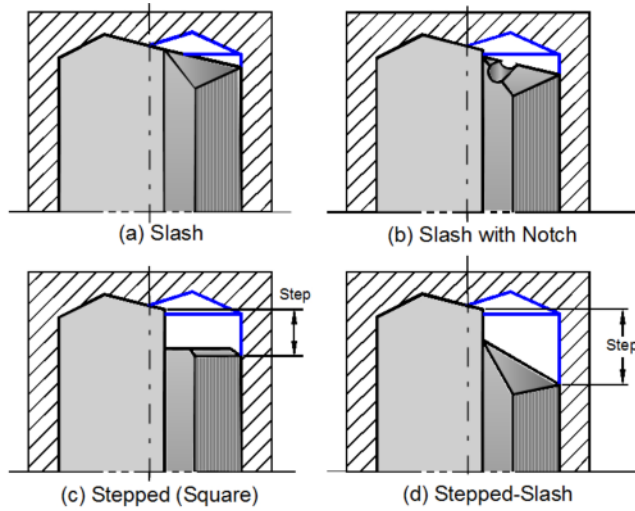 (a) Slash
(b) Slash with Notch
Step
Step
(c) Stepped (Square)
(d) Stepped-Slash